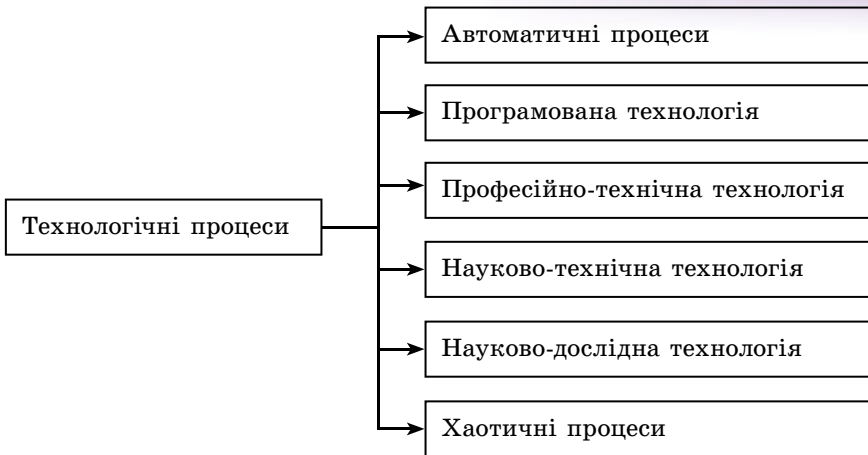 Технологічні процеси
Автоматичні процеси
Програмована технологія
Професійно-технічна технологія
Науково-технічна технологія
Науково-дослідна технологія
Хаотичні процеси